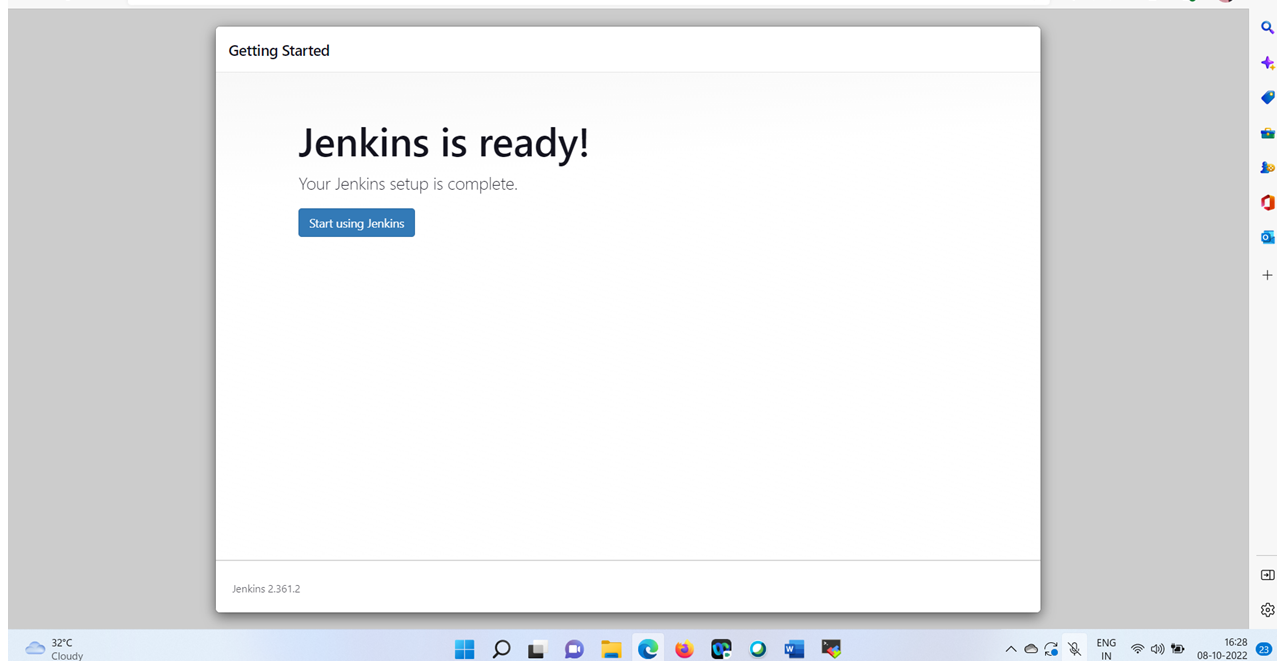 Getting Started
Jenkins is ready!
Your Jenkins setup is complete.
Start using Jenkins
Jenkins 2.361.2
32°C
Cloudy
ENG
IN
16:28
08-10-2022
23